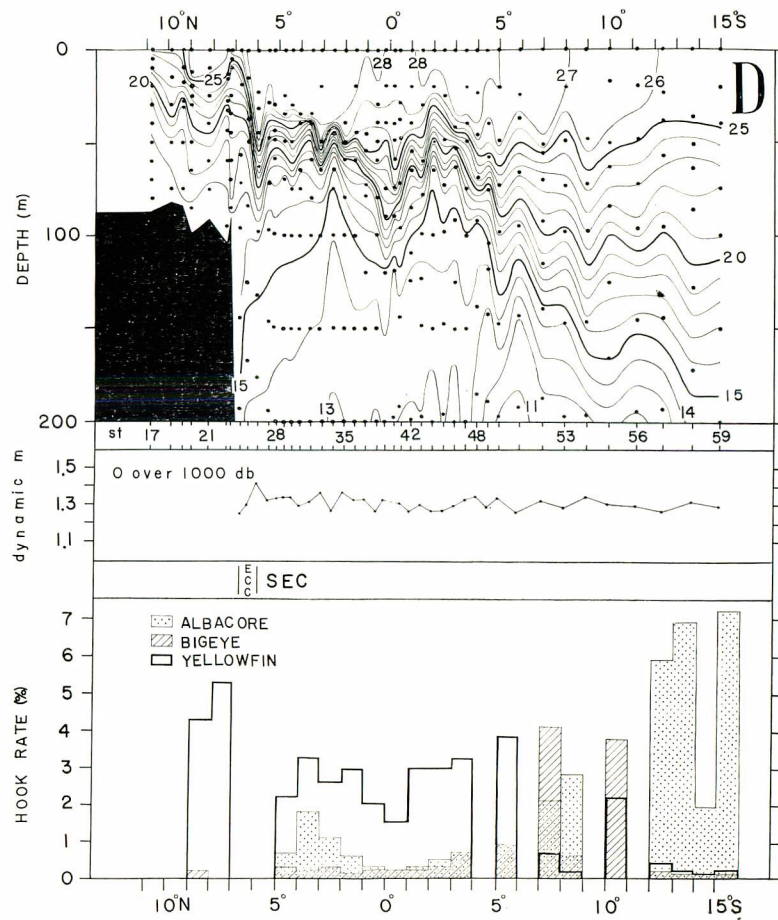 10°N 5° 0° 5° 10° 15°S
0 28 28 27 26 D
20 25
25
DEPTH (m)
100
20
15
15
200 13 11 14
st 17 21 28 35 42 48 53 56 59
1.5 0 over 1000 db
dynamic m
1.3
1.1
ECC SEC
7
ALBACORE
6 BIGEYE
YELLOWFIN
5
HOOK RATE (%)
4
3
2
1
0
10°N 5° 0° 5° 10° 15°S